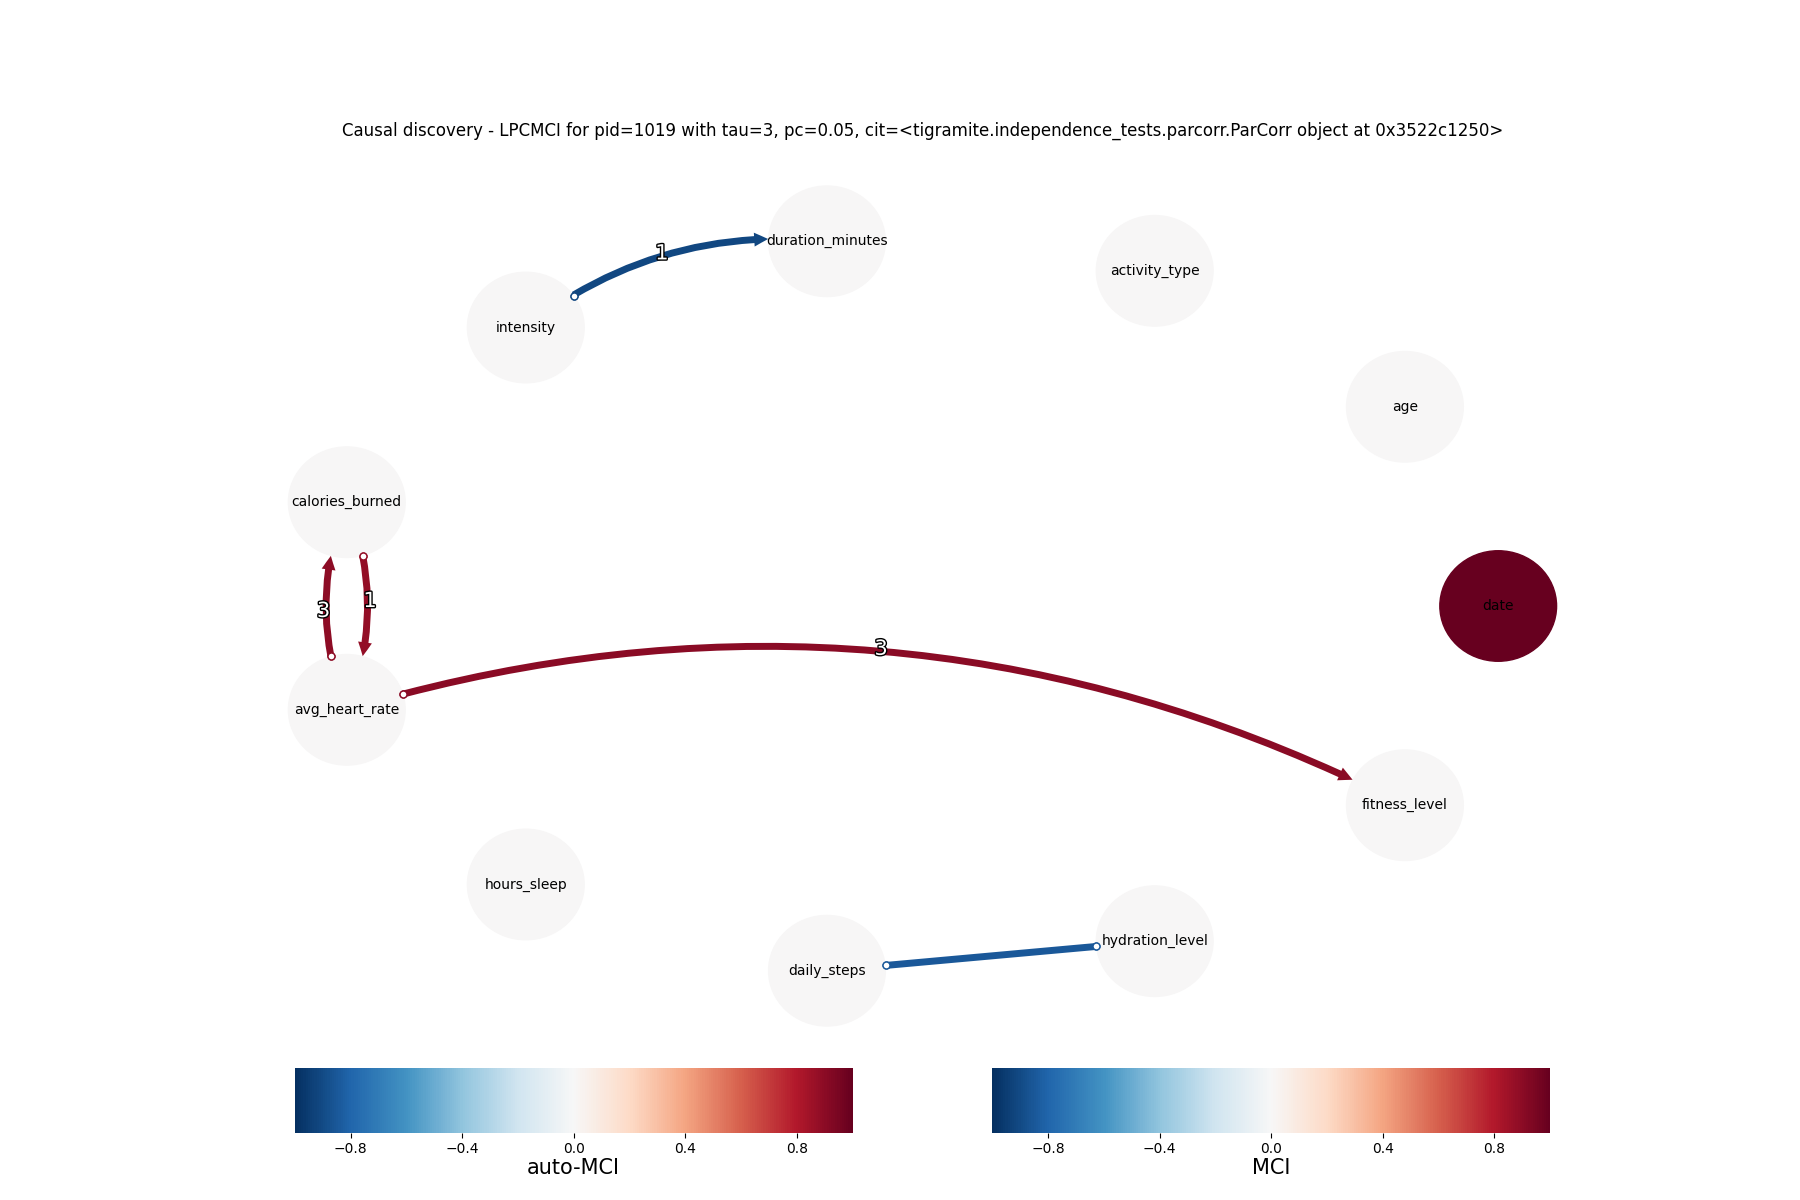 Causal discovery - LPCMCI for pid=1019 with tau=3, pc=0.05, cit=<tigramite.independence_tests.parcorr.ParCorr object at 0x3522c1250>
duration_minutes
1
activity_type
intensity
age
calories_burned
date
1
3
3
avg_heart_rate
fitness_level
hours_sleep
hydration_level
daily_steps
−0.8 −0.4 0.0 0.4 0.8
auto-MCI
−0.8 −0.4 0.0 0.4 0.8
MCI